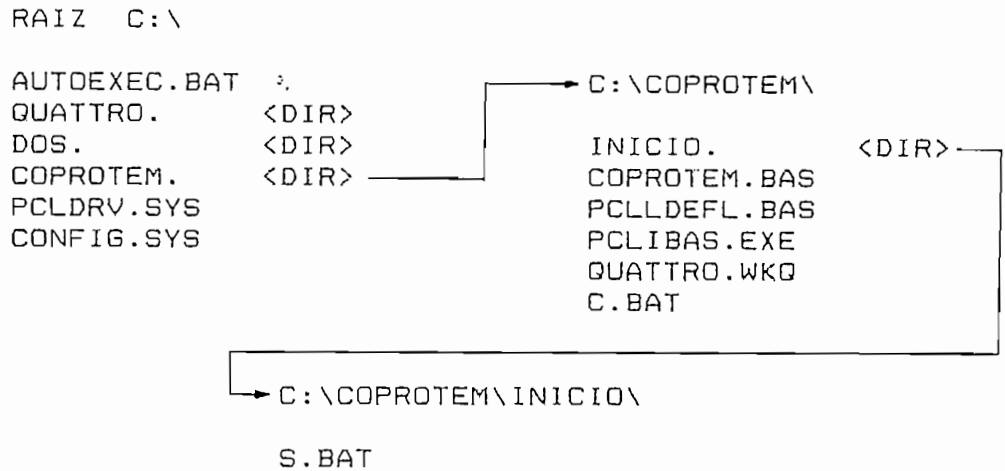 RAIZ C:\
AUTOEXEC.BAT
QUATTRO. <DIR>
DOS. <DIR>
COPROTEM. <DIR>
PCLDRV.SYS
CONFIG.SYS
C:\COPROTEM\
INICIO. <DIR>
COPROTEM.BAS
PCLLDEFL.BAS
PCLIBAS.EXE
QUATTRO.WKQ
C.BAT
C:\COPROTEM\INICIO\
S.BAT